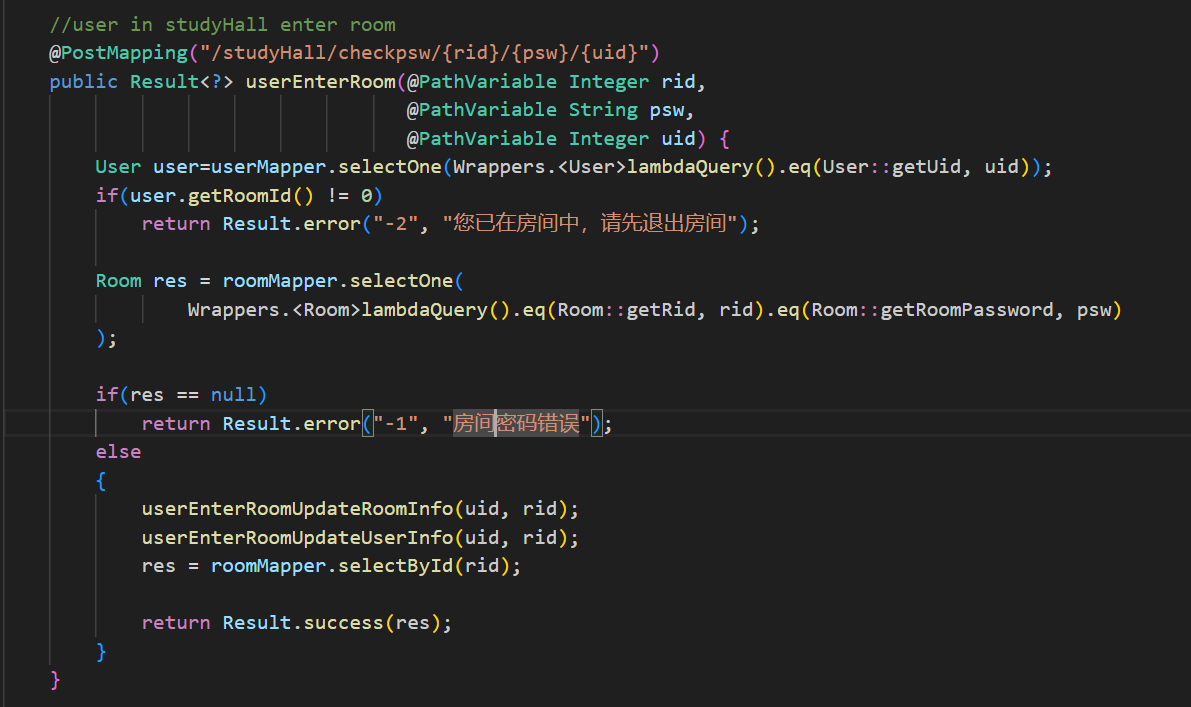 //user in studyHall enter room
@PostMapping("/studyHall/checkpsw/{rid}/{psw}/{uid}")
public Result<?> userEnterRoom(@PathVariable Integer rid,
@PathVariable String psw,
@PathVariable Integer uid) {
User user=userMapper.selectOne(Wrappers.<User>lambdaQuery().eq(User::getUid, uid));
if(user.getRoomId() != 0)
return Result.error("-2", "您已在房间中，请先退出房间");
Room res = roomMapper.selectOne(
Wrappers.<Room>lambdaQuery().eq(Room::getRid, rid).eq(Room::getRoomPassword, psw)
);
if(res == null)
return Result.error("-1", "房间密码错误");
else
{
userEnterRoomUpdateRoomInfo(uid, rid);
userEnterRoomUpdateUserInfo(uid, rid);
res = roomMapper.selectById(rid);
return Result.success(res);
}
}